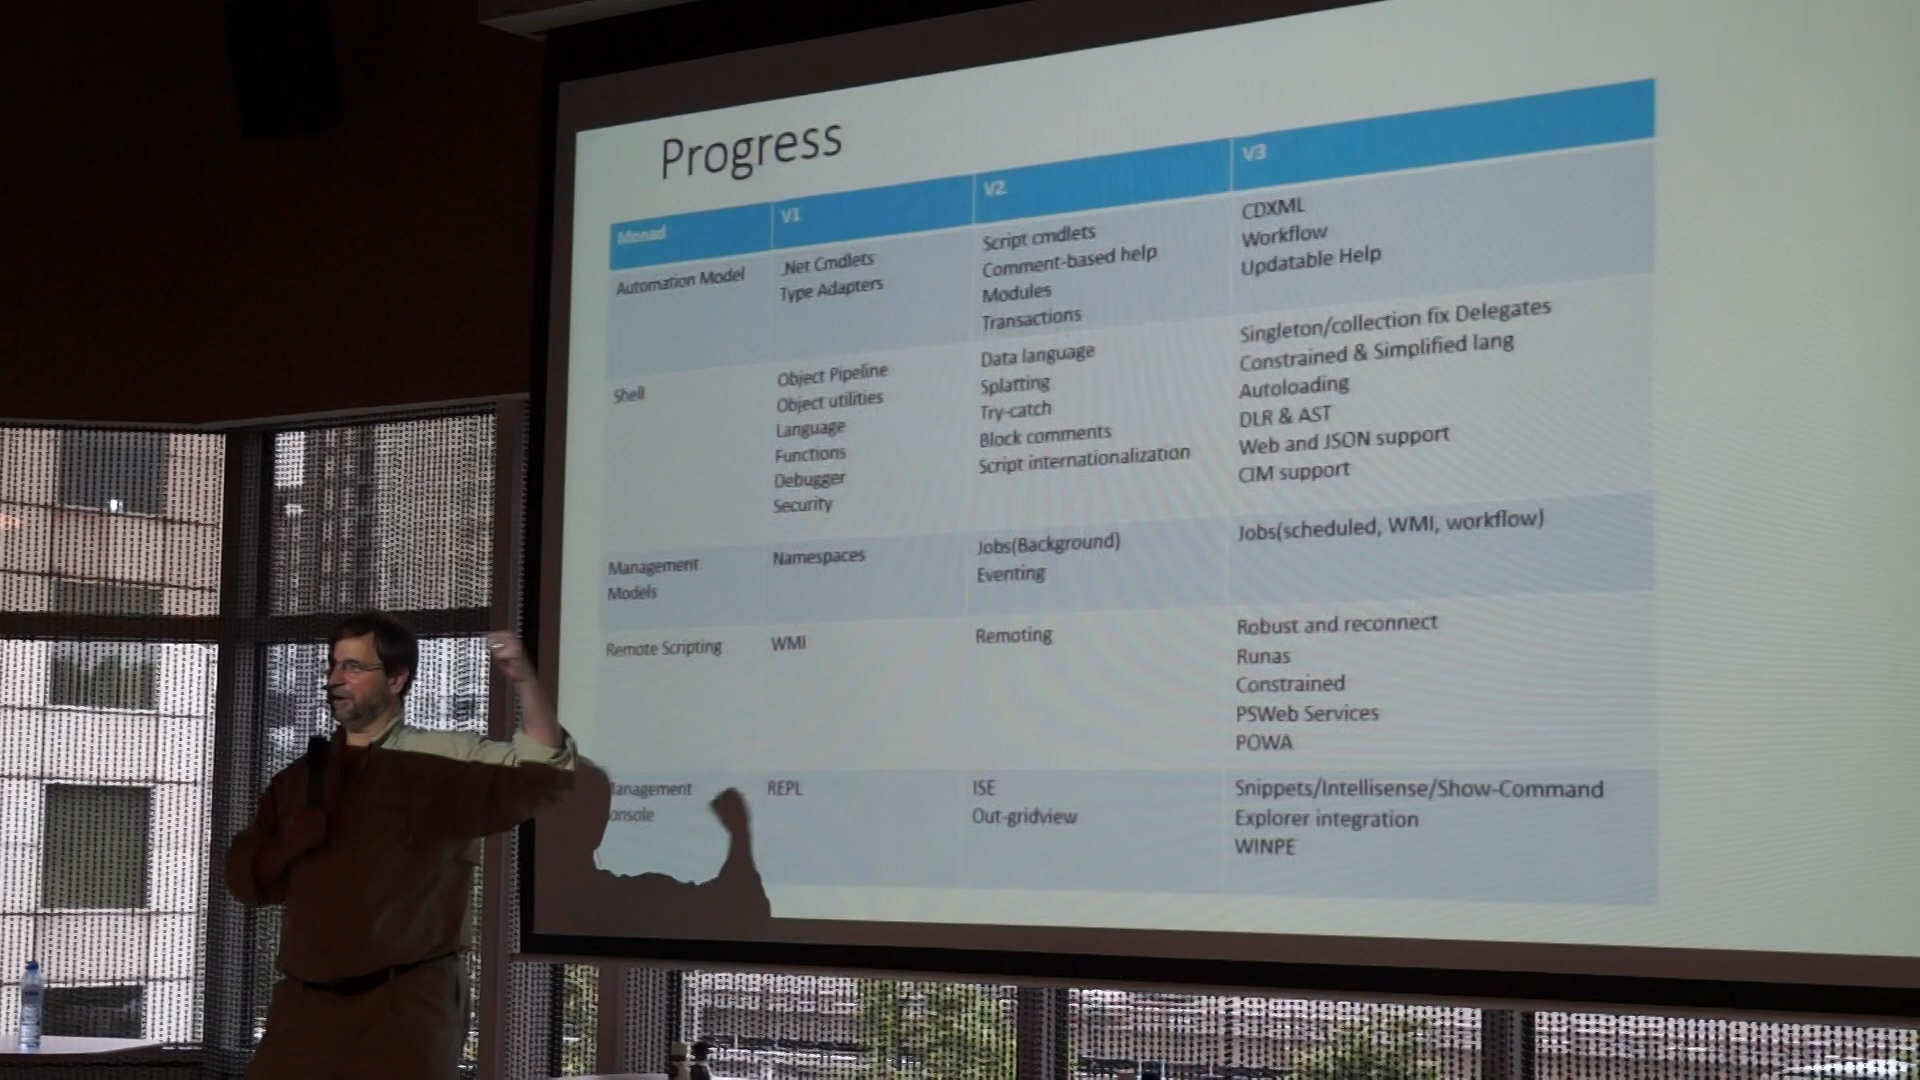 Progress
Monad
V1
V2
V3
Automation Model
.Net Cmdlets
Type Adapters
Script cmdlets
Comment-based help
Modules
Transactions
CDXML
Workflow
Updatable Help
Shell
Object Pipeline
Object utilities
Language
Functions
Debugger
Security
Data language
Splatting
Try-catch
Block comments
Script internationalization
Singleton/collection fix Delegates
Constrained & Simplified lang
Autoloading
DLR & AST
Web and JSON support
CIM support
Management
Models
Namespaces
Jobs(Background)
Eventing
Jobs(scheduled, WMI, workflow)
Remote Scripting
WMI
Remoting
Robust and reconnect
Runas
Constrained
PSWeb Services
POWA
anagement
onsole
REPL
ISE
Out-gridview
Snippets/Intellisense/Show-Command
Explorer integration
WINPE